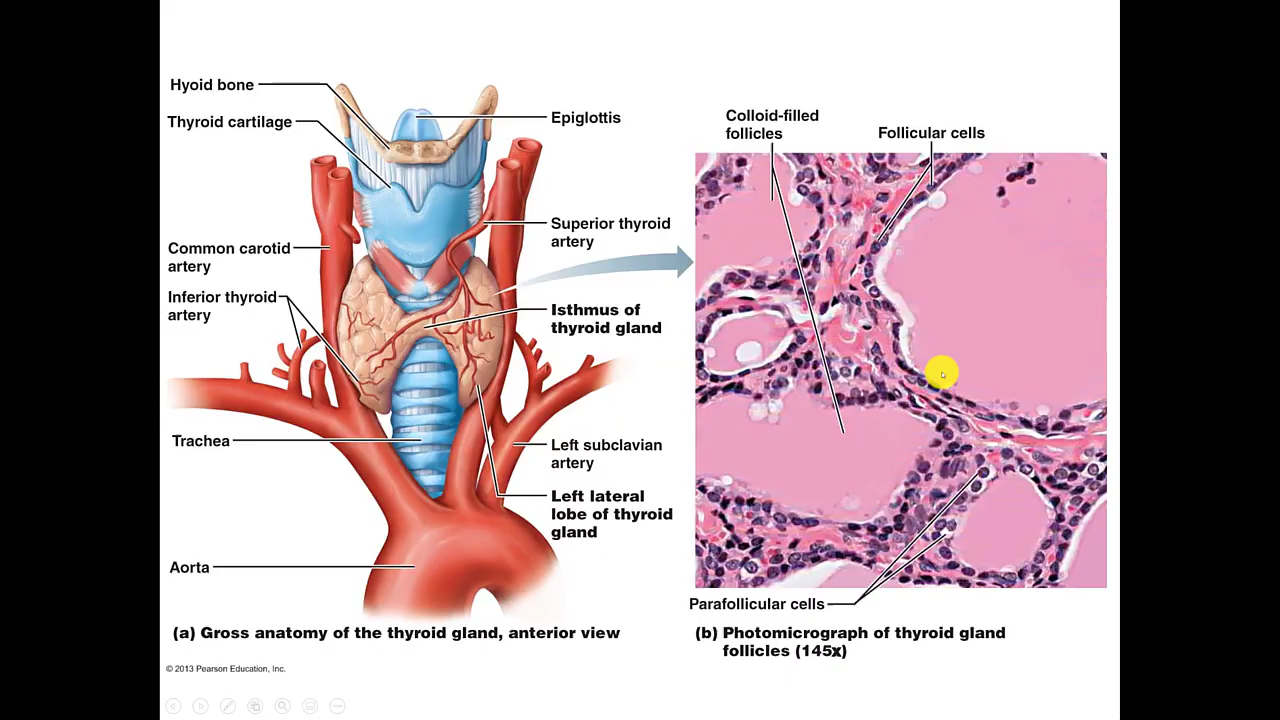 Hyoid bone
Thyroid cartilage
Common carotid
artery
Inferior thyroid
artery
Trachea
Aorta
Epiglottis
Superior thyroid
artery
Isthmus of
thyroid gland
Left subclavian
artery
Left lateral
lobe of thyroid
gland
(a) Gross anatomy of the thyroid gland, anterior view
© 2013 Pearson Education, Inc.
Colloid-filled
follicles
Follicular cells
Parafollicular cells
(b) Photomicrograph of thyroid gland
follicles (145x)